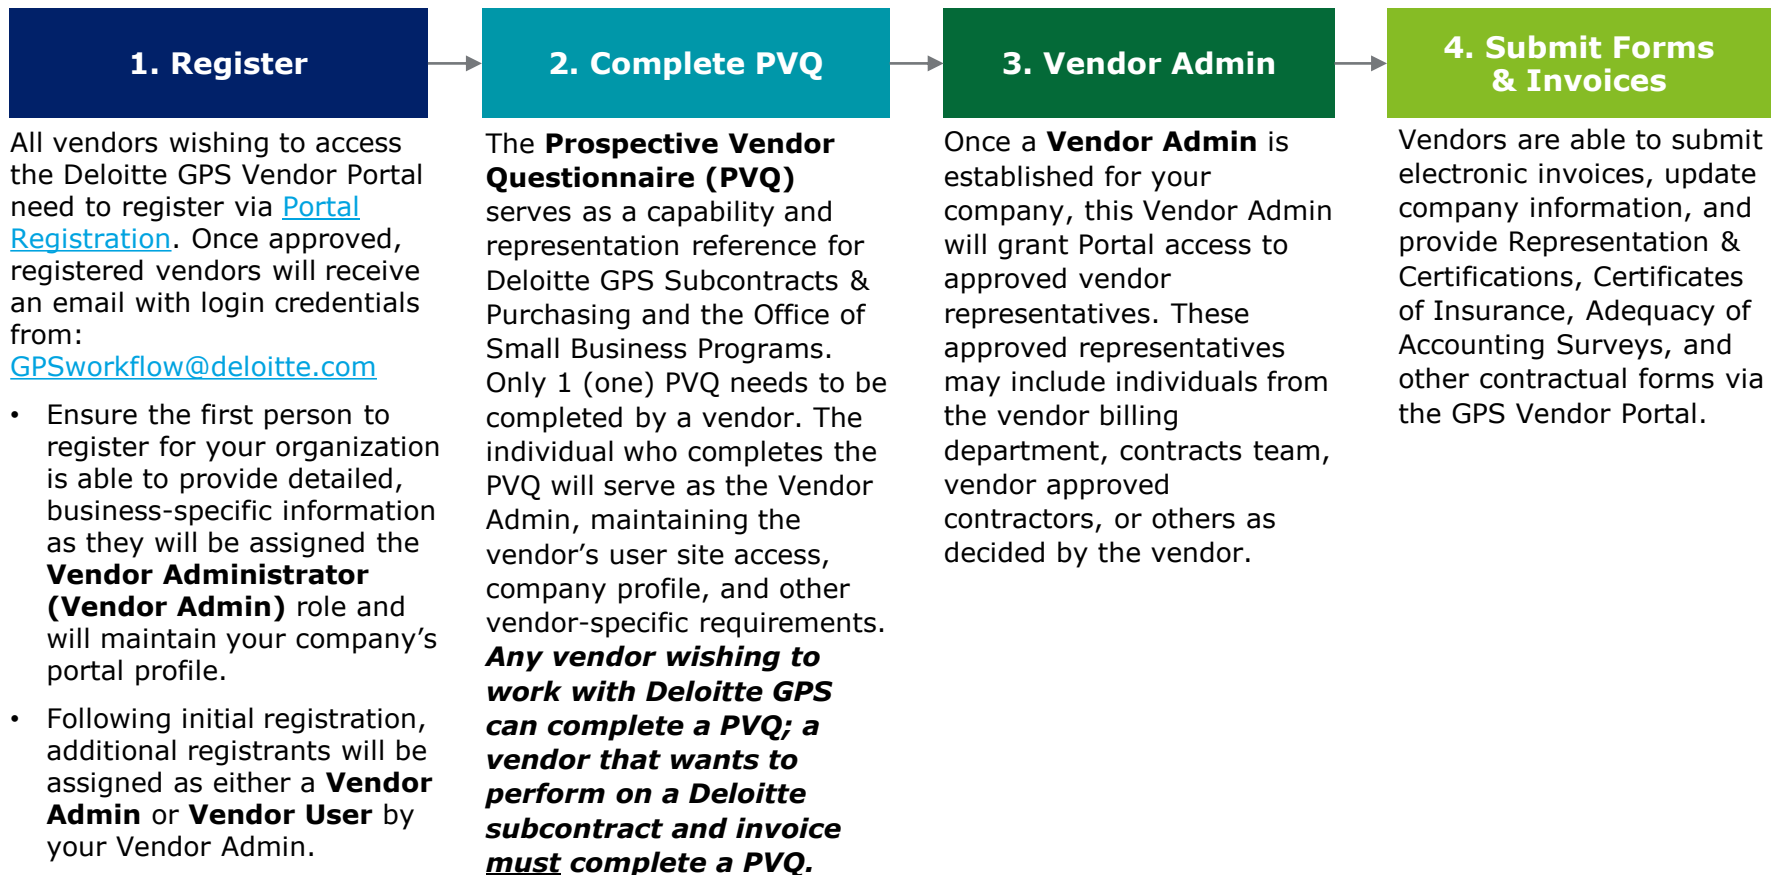 1. Register
All vendors wishing to access
the Deloitte GPS Vendor Portal
need to register via Portal
Registration. Once approved,
registered vendors will receive
an email with login credentials
from:
GPSworkflow@deloitte.com
• Ensure the first person to
register for your organization
is able to provide detailed,
business-specific information
as they will be assigned the
Vendor Administrator
(Vendor Admin) role and
will maintain your company’s
portal profile.
• Following initial registration,
additional registrants will be
assigned as either a Vendor
Admin or Vendor User by
your Vendor Admin.
2. Complete PVQ
The Prospective Vendor
Questionnaire (PVQ)
serves as a capability and
representation reference for
Deloitte GPS Subcontracts &
Purchasing and the Office of
Small Business Programs.
Only 1 (one) PVQ needs to be
completed by a vendor. The
individual who completes the
PVQ will serve as the Vendor
Admin, maintaining the
vendor’s user site access,
company profile, and other
vendor-specific requirements.
Any vendor wishing to
work with Deloitte GPS
can complete a PVQ; a
vendor that wants to
perform on a Deloitte
subcontract and invoice
must complete a PVQ.
3. Vendor Admin
Once a Vendor Admin is
established for your
company, this Vendor Admin
will grant Portal access to
approved vendor
representatives. These
approved representatives
may include individuals from
the vendor billing
department, contracts team,
vendor approved
contractors, or others as
decided by the vendor.
4. Submit Forms
& Invoices
Vendors are able to submit
electronic invoices, update
company information, and
provide Representation &
Certifications, Certificates
of Insurance, Adequacy of
Accounting Surveys, and
other contractual forms via
the GPS Vendor Portal.